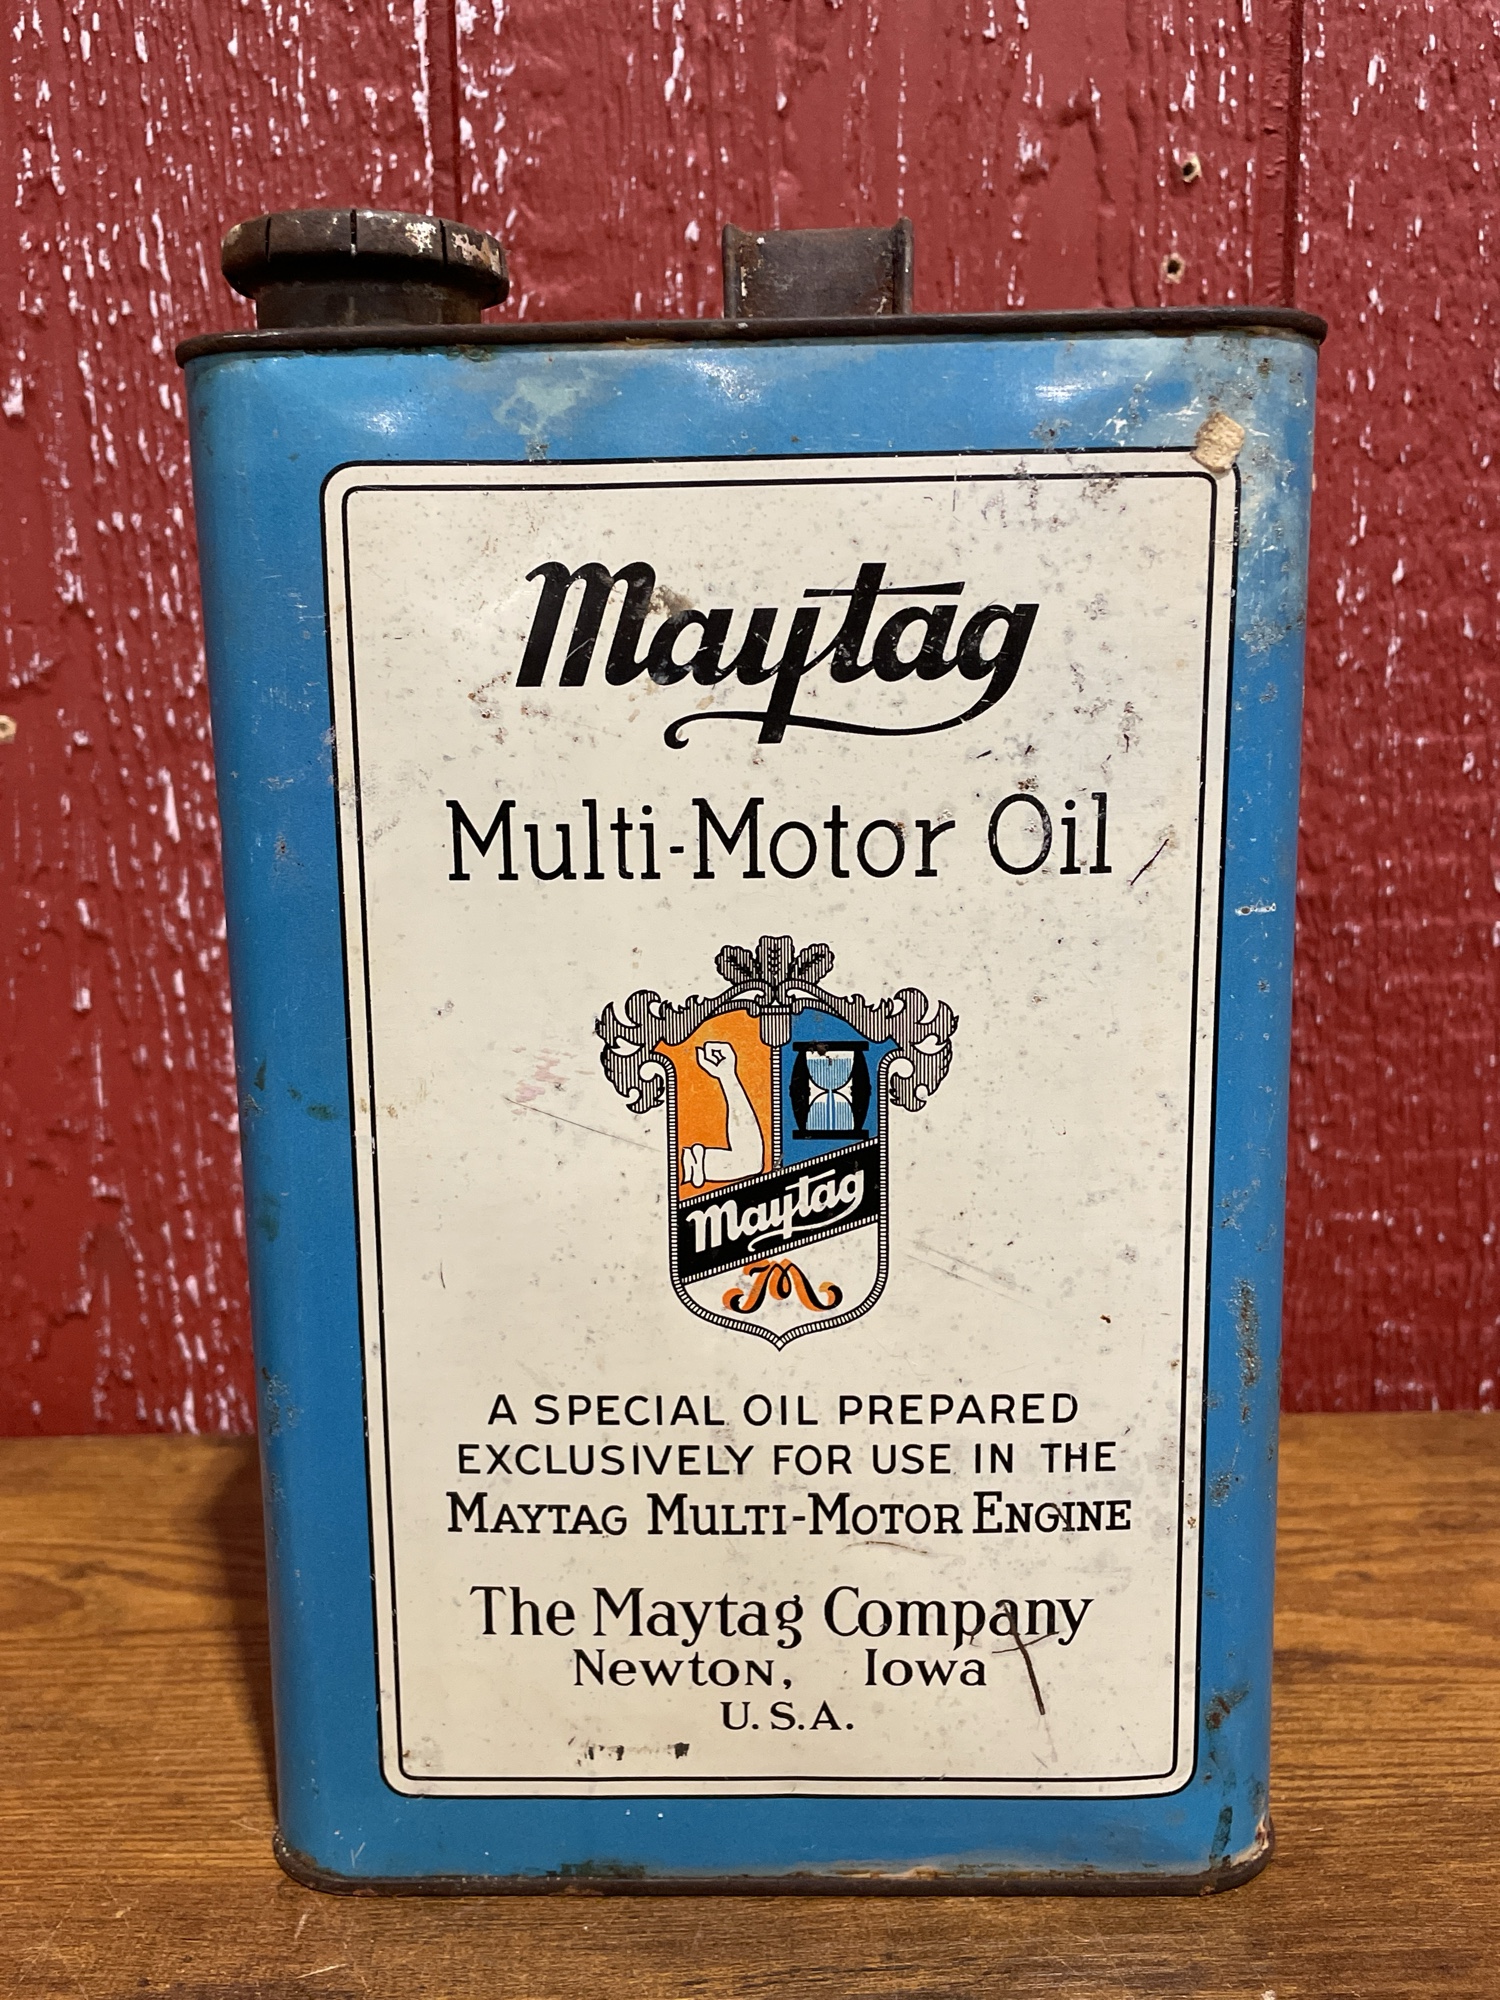 Maytag
Multi-Motor Oil
Maytag
M
A SPECIAL OIL PREPARED
EXCLUSIVELY FOR USE IN THE
MAYTAG MULTI-MOTOR ENGINE
The Maytag Company
Newton, Iowa
U.S.A.